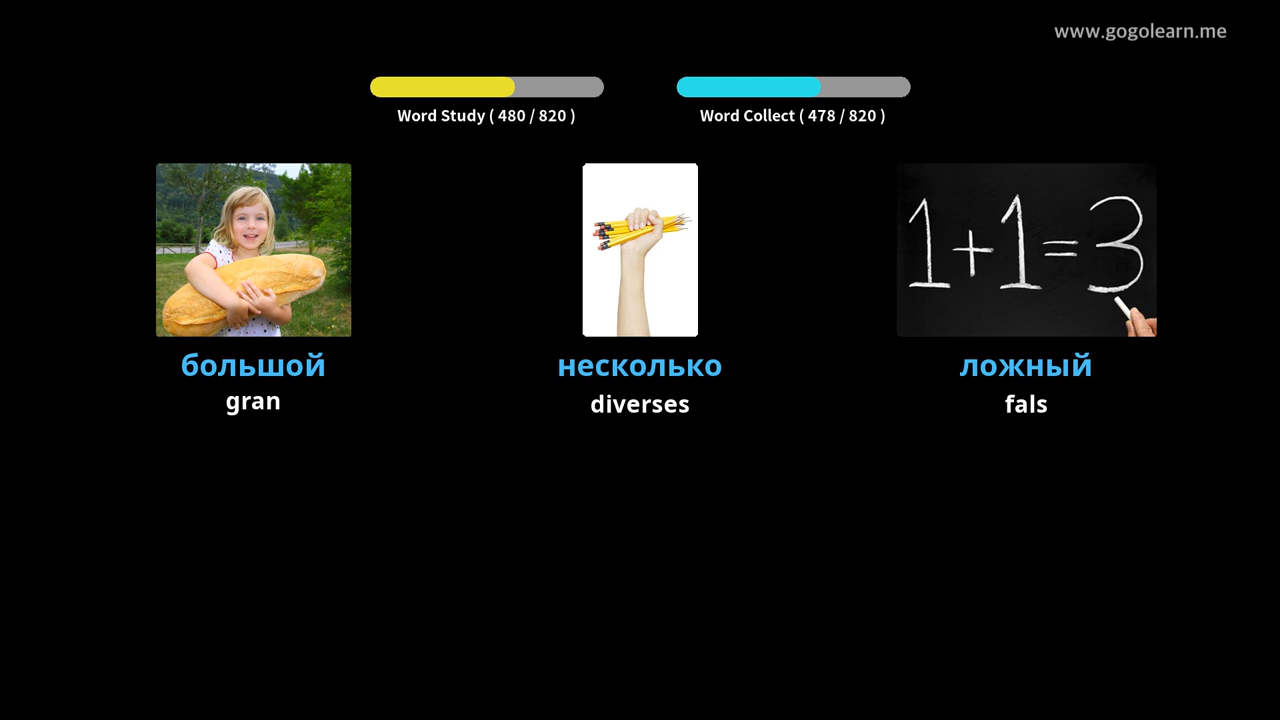 www.gogolearn.me
Word Study ( 480 / 820 )
Word Collect ( 478 / 820 )
1+1=3
большой
несколько
ложный
gran
diverses
fals